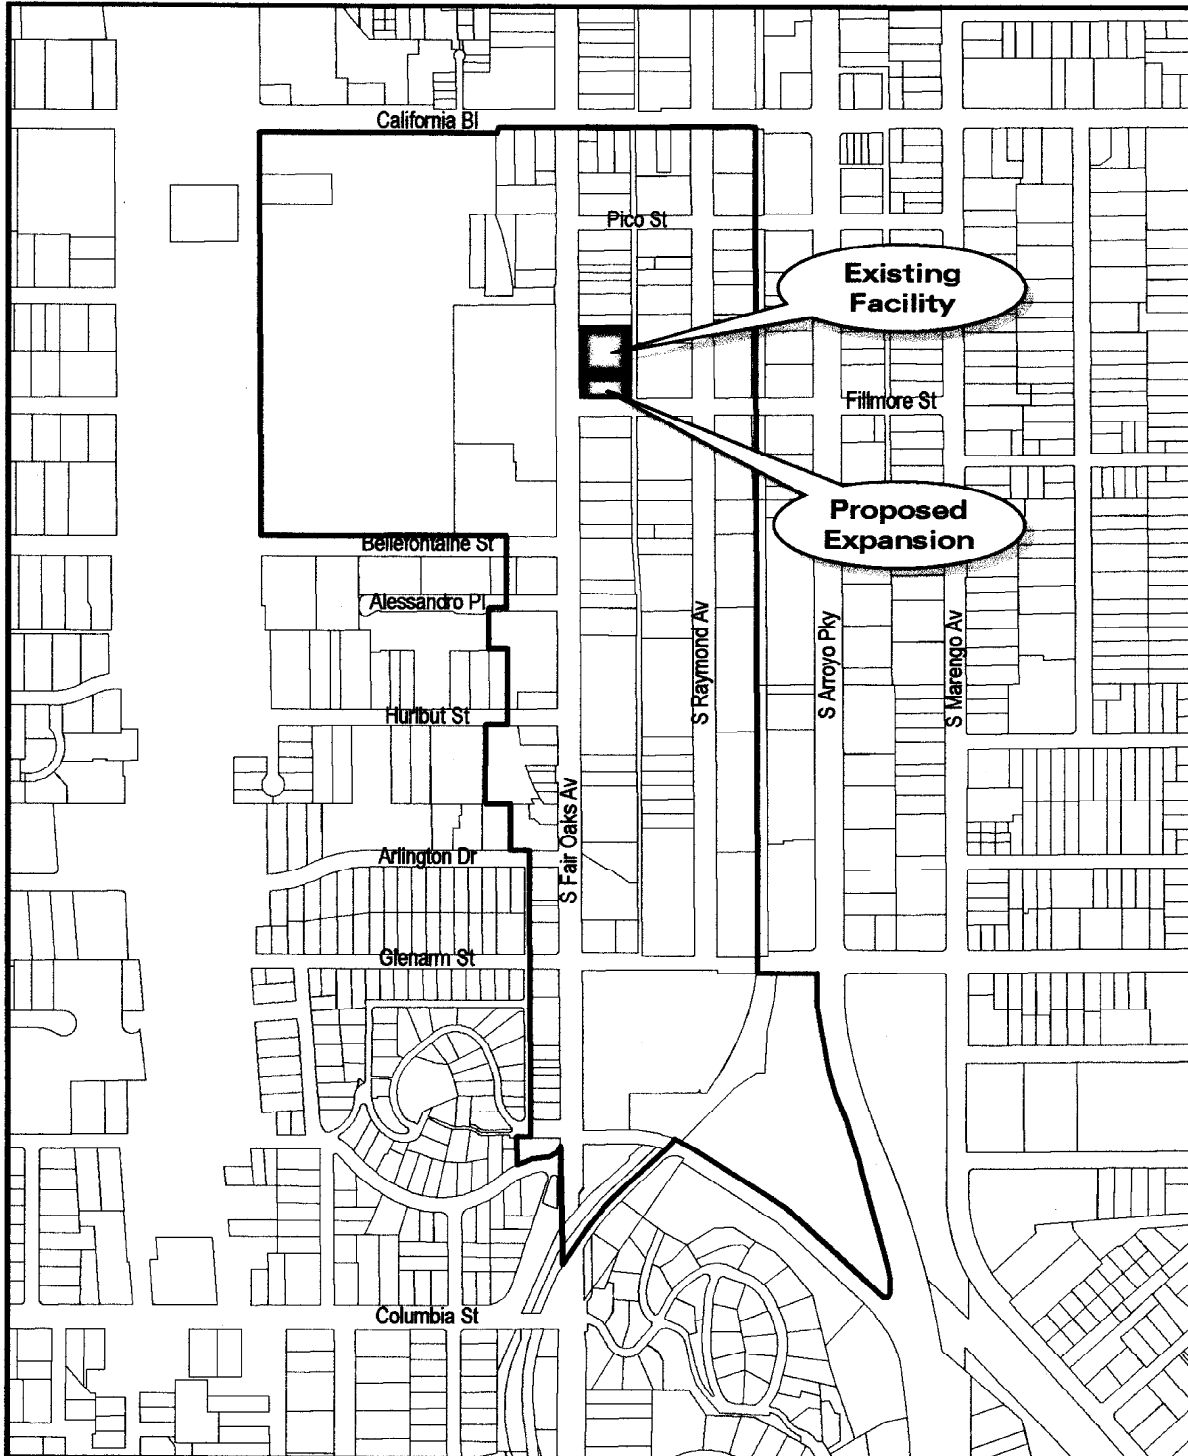 California Bl
Pico St
Existing
Facility
Fillmore St
Proposed
Expansion
Bellefontaine St
Alessandro Pl
S Raymond Av
S Arroyo Pky
S Marengo Av
Hurlbut St
S Fair Oaks Av
Arlington Dr
Glenarm St
Columbia St